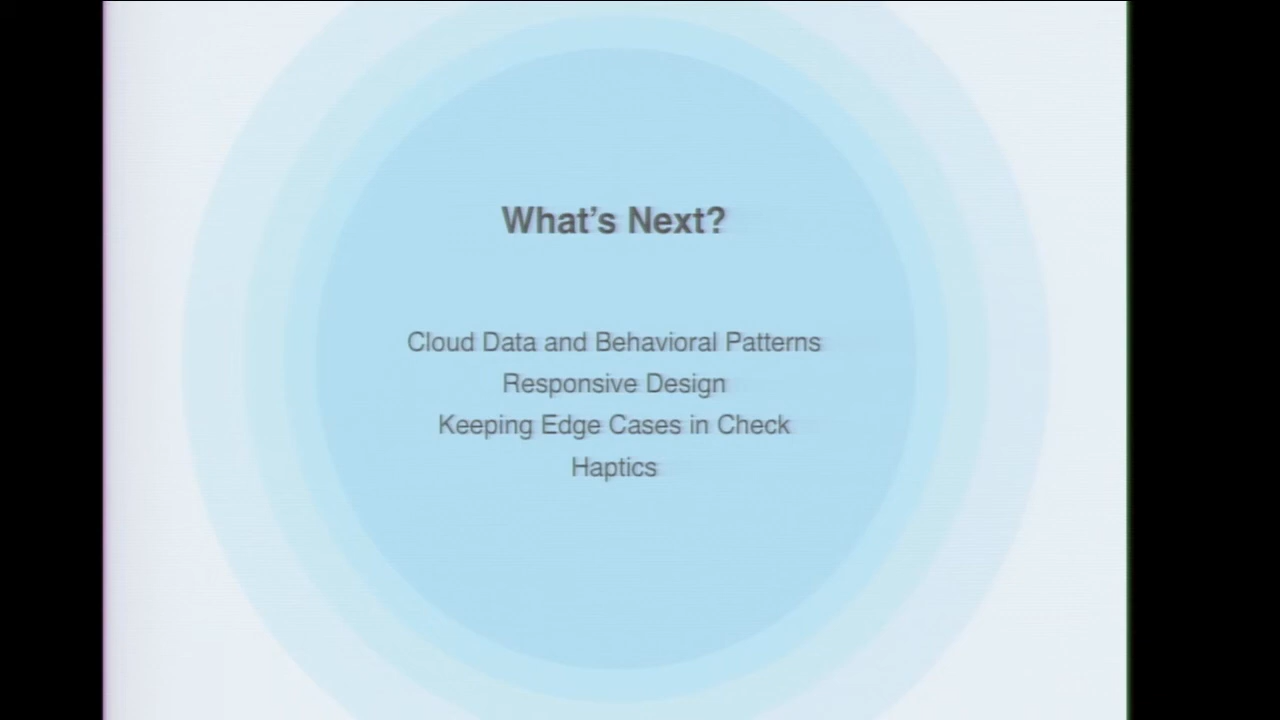 What’s Next?
Cloud Data and Behavioral Patterns
Responsive Design
Keeping Edge Cases in Check
Haptics